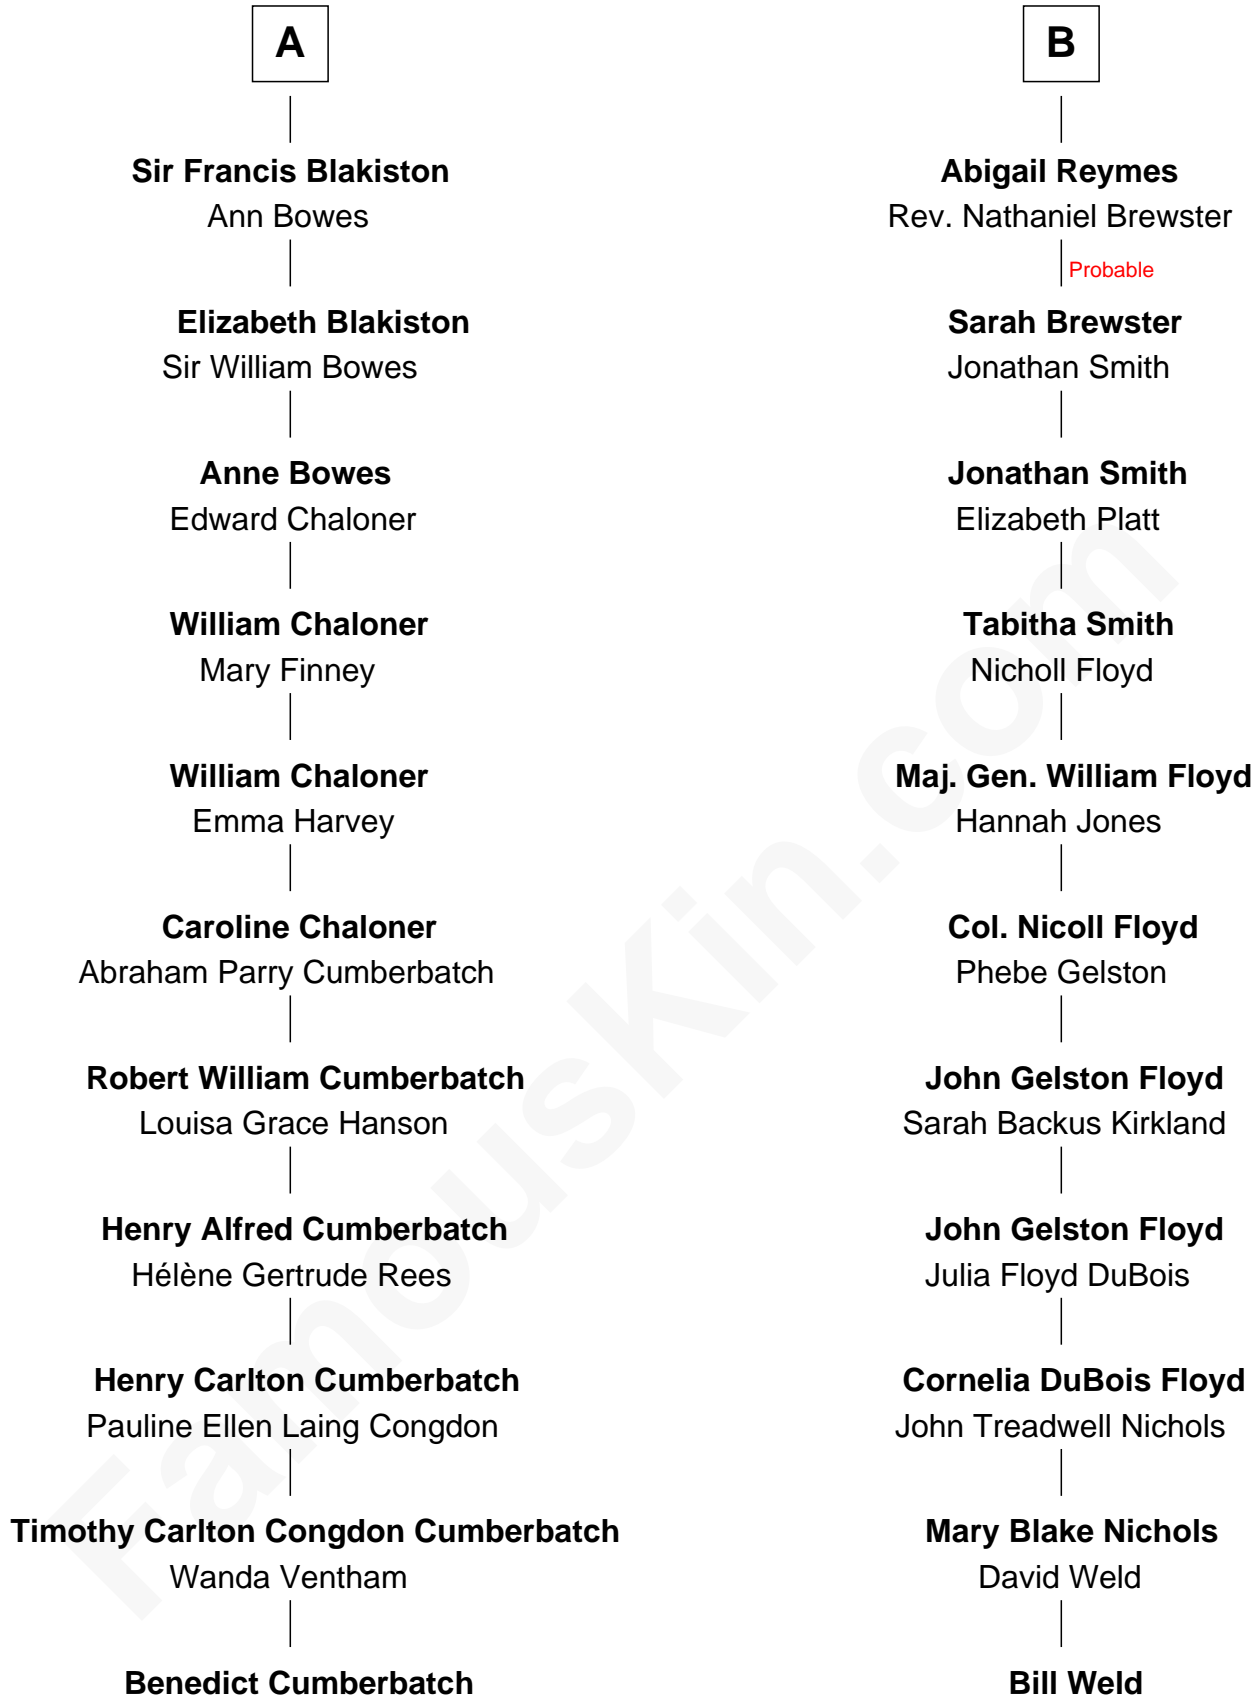 A
Sir Francis Blakiston
Ann Bowes
Elizabeth Blakiston
Sir William Bowes
Anne Bowes
Edward Chaloner
William Chaloner
Mary Finney
William Chaloner
Emma Harvey
Caroline Chaloner
Abraham Parry Cumberbatch
Robert William Cumberbatch
Louisa Grace Hanson
Henry Alfred Cumberbatch
Hélène Gertrude Rees
Henry Carlton Cumberbatch
Pauline Ellen Laing Congdon
Timothy Carlton Congdon Cumberbatch
Wanda Ventham
Benedict Cumberbatch
B
Abigail Reymes
Rev. Nathaniel Brewster
Probable
Sarah Brewster
Jonathan Smith
Jonathan Smith
Elizabeth Platt
Tabitha Smith
Nicholl Floyd
Maj. Gen. William Floyd
Hannah Jones
Col. Nicoll Floyd
Phebe Gelston
John Gelston Floyd
Sarah Backus Kirkland
John Gelston Floyd
Julia Floyd DuBois
Cornelia DuBois Floyd
John Treadwell Nichols
Mary Blake Nichols
David Weld
Bill Weld
FamousKin.com